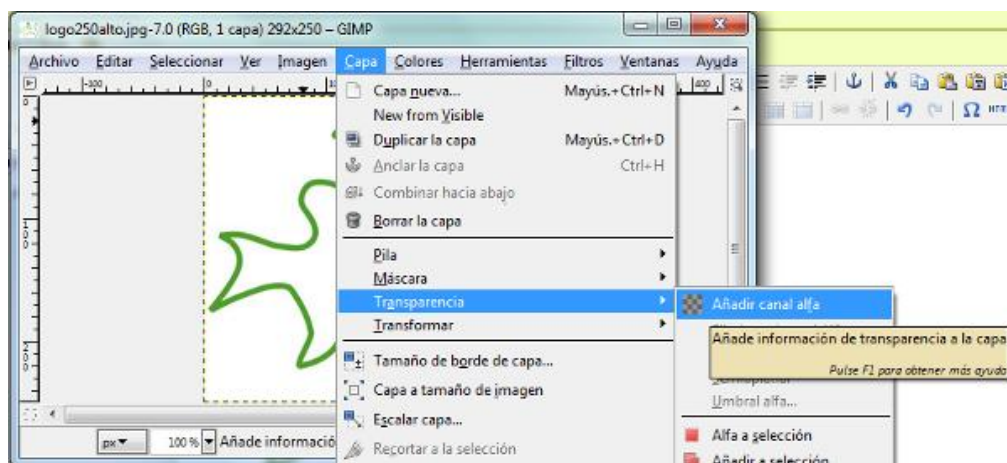 logo250alto.jpg-7.0 (RGB, 1 capa) 292x250 – GIMP
Archivo Editar Seleccionar Ver Imagen Capa Colores Herramientas Filtros Ventanas Ayuda
Capa nueva... Mayús.+Ctrl+N
New from Visible
Duplicar la capa Mayús.+Ctrl+D
Anclar la capa Ctrl+H
Combinar hacia abajo
Borrar la capa
Pila
Máscara
Transparencia
Añadir canal alfa
Transformar
Añade información de transparencia a la capa
Pulse F1 para obtener más ayuda
Tamaño de borde de capa...
Capa a tamaño de imagen
Umbral alfa...
Escalar capa...
Alfa a selección
px 100 % Añade informació
Recortar a la selección
Añadir a selección